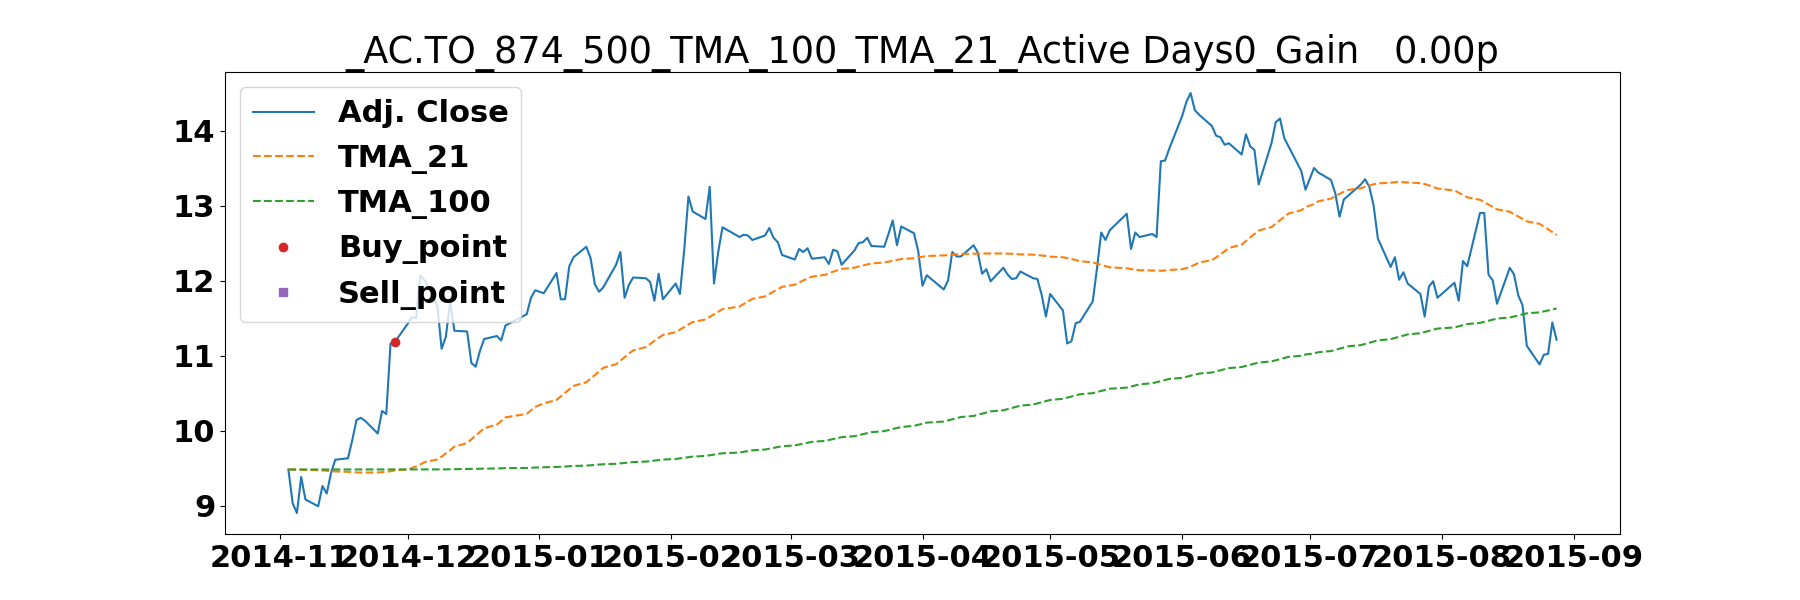 _AC.TO_874_500_TMA_100_TMA_21_Active Days0_Gain   0.00p
Adj. Close
TMA_21
TMA_100
Buy_point
Sell_point
14
13
12
11
10
9
2014-11 2014-12 2015-01 2015-02 2015-03 2015-04 2015-05 2015-06 2015-07 2015-08 2015-09